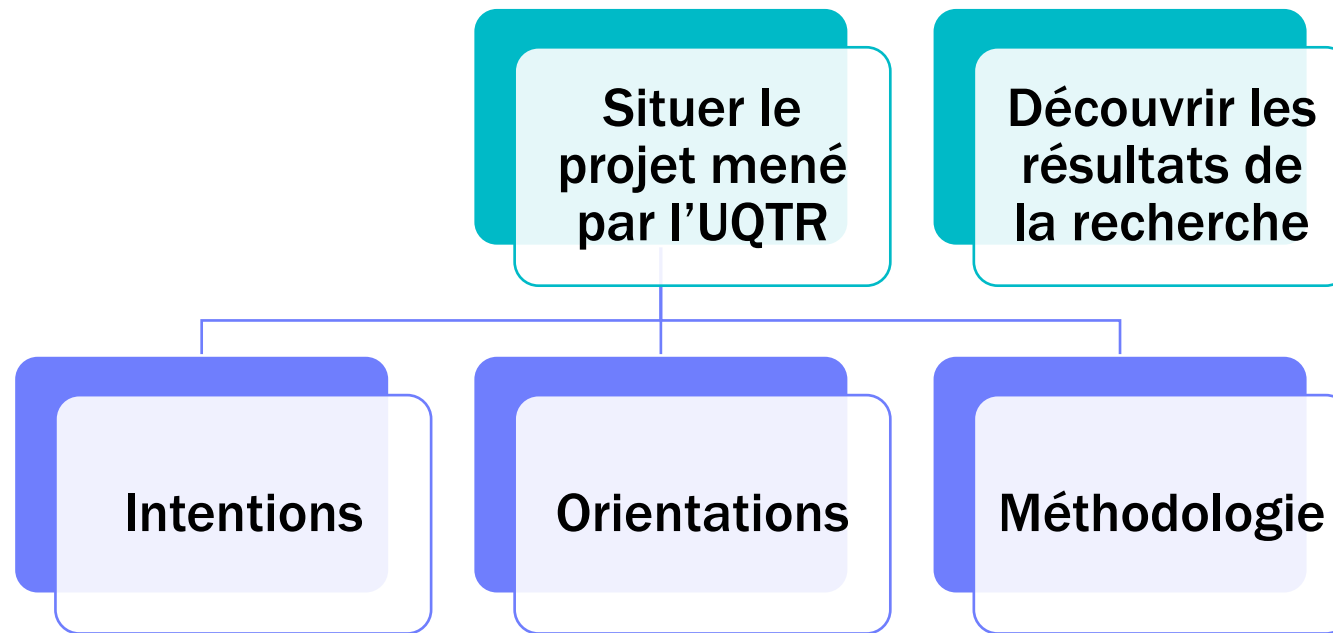 Situer le
projet mené
par l’UQTR
Découvrir les
résultats de
la recherche
Intentions
Orientations
Méthodologie